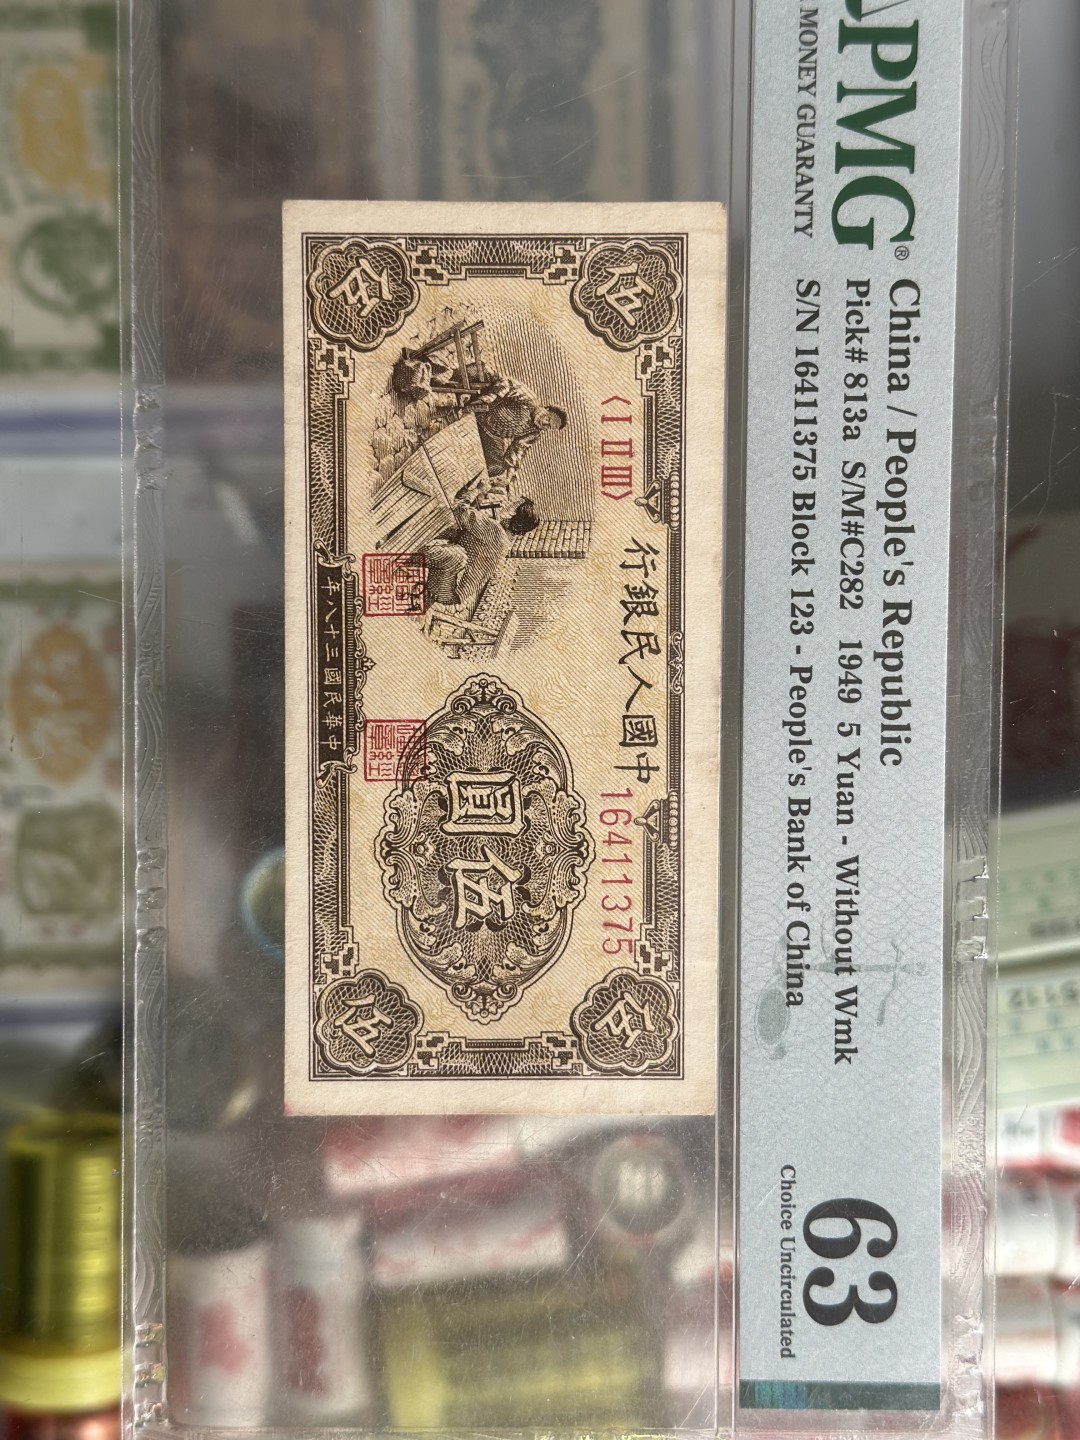 PMG
MONEY GUARANTY
China / People's Republic
Pick# 813a S/M#C282 1949 5 Yuan - Without Wmk
S/N 16411375 Block 123 - People's Bank of China
63
Choice Uncirculated
行銀民人國中
〈ⅠⅡⅢ〉
16411375
伍
伍
圓伍
伍
伍
年八十三國民華中